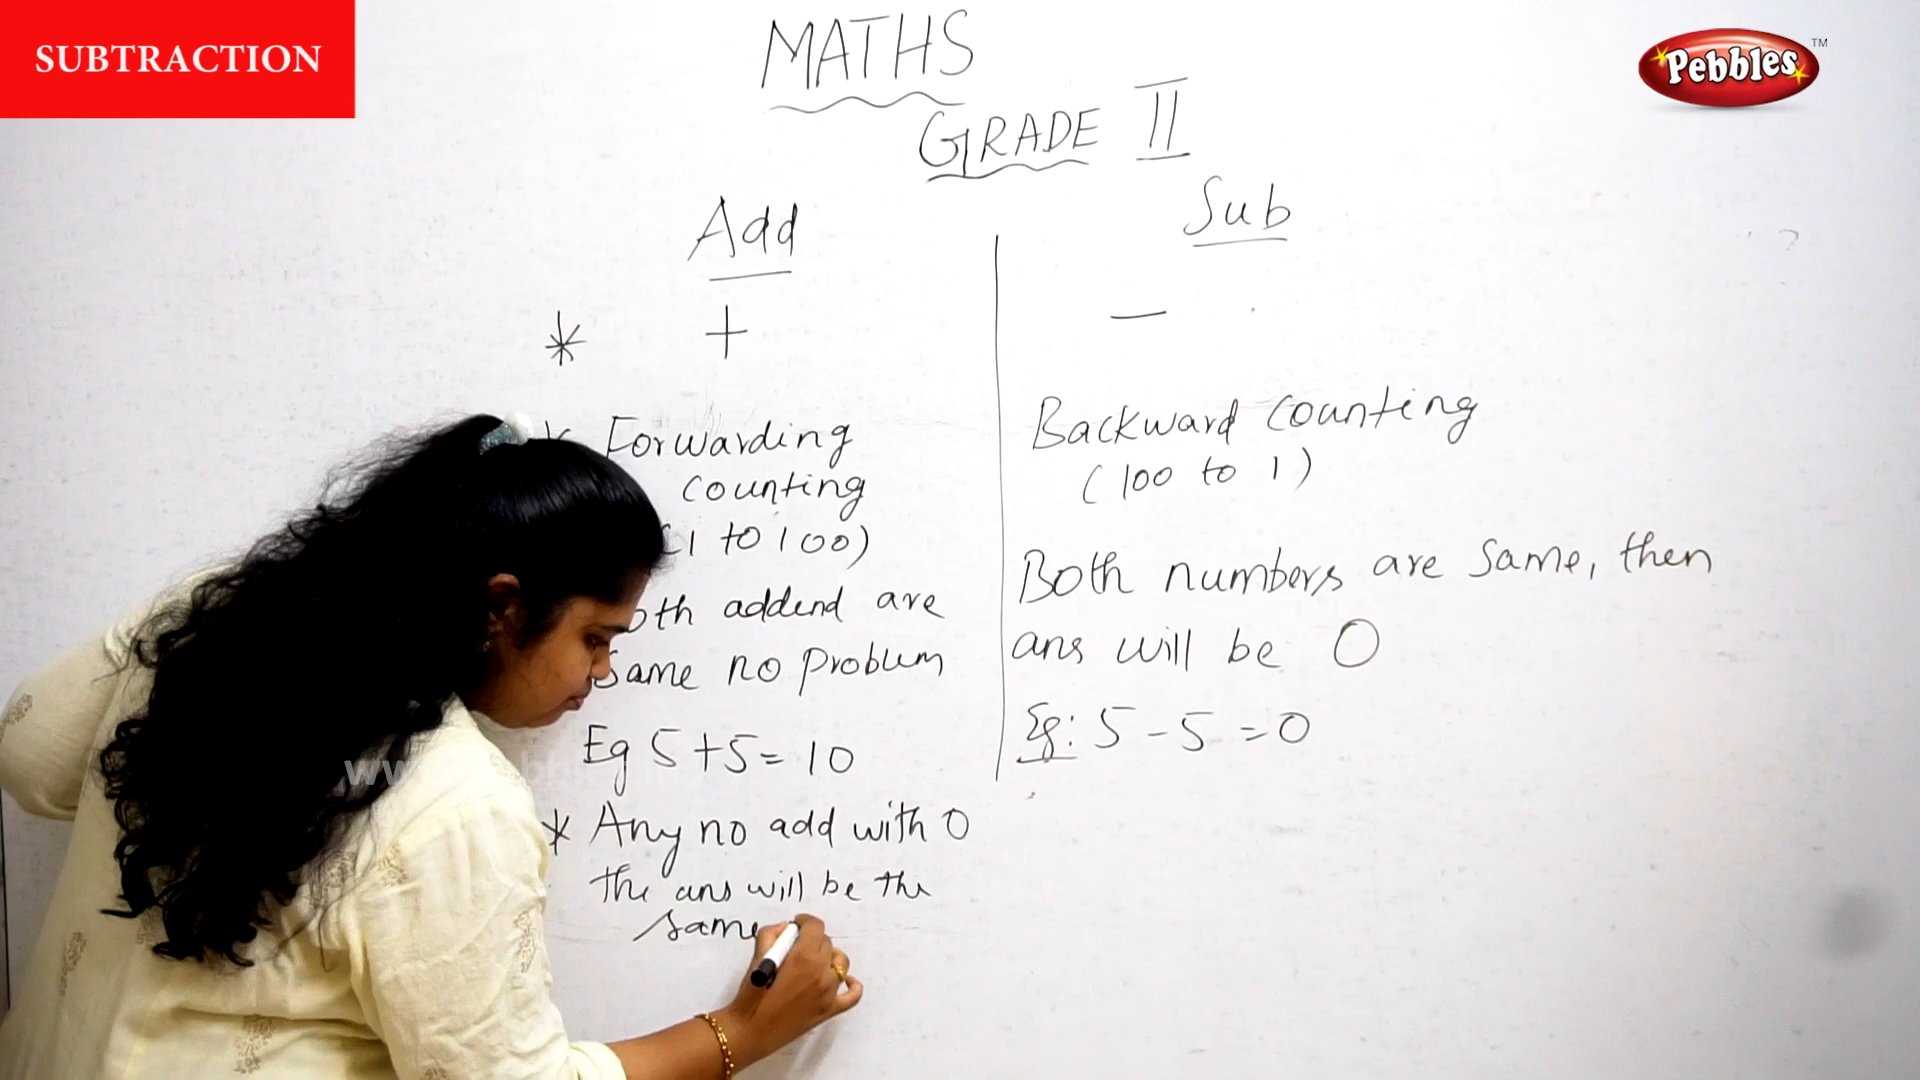 SUBTRACTION
MATHS
GRADE II
Pebbles TM
Add
* +
* Forwarding
counting
(1 to 100)
addend are
same no problem
Eg 5+5=10
* Any no add with 0
the ans will be the
same
Sub
—
Backward counting
(100 to 1)
Both numbers are same, then
ans will be 0
Eg: 5-5=0